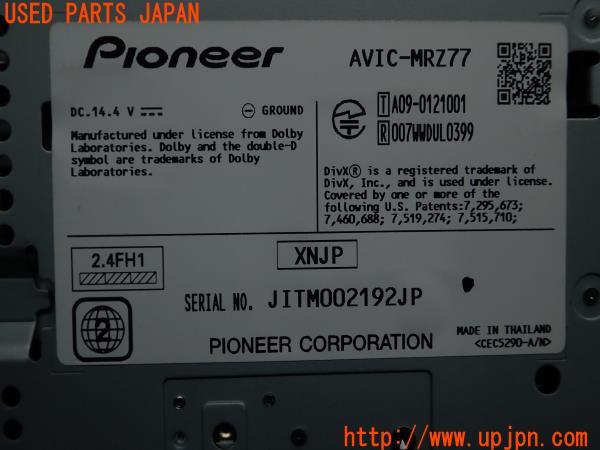 USED PARTS JAPAN
Pioneer
AVIC-MRZ77
DC.14.4 V
GROUND
T A09-0121001
R 007WWDUL0399
Manufactured under license from Dolby
Laboratories. Dolby and the double-D
symbol are trademarks of Dolby
Laboratories.
DivX® is a registered trademark of
DivX, Inc., and is used under license.
Covered by one or more of the
following U.S. Patents:7,295,673;
7,460,688; 7,519,274; 7,515,710;
2.4FH1
XNJP
2
SERIAL NO. JITM002192JP
PIONEER CORPORATION
MADE IN THAILAND
<CEC5290-A/N>
http://www.upjpn.com/